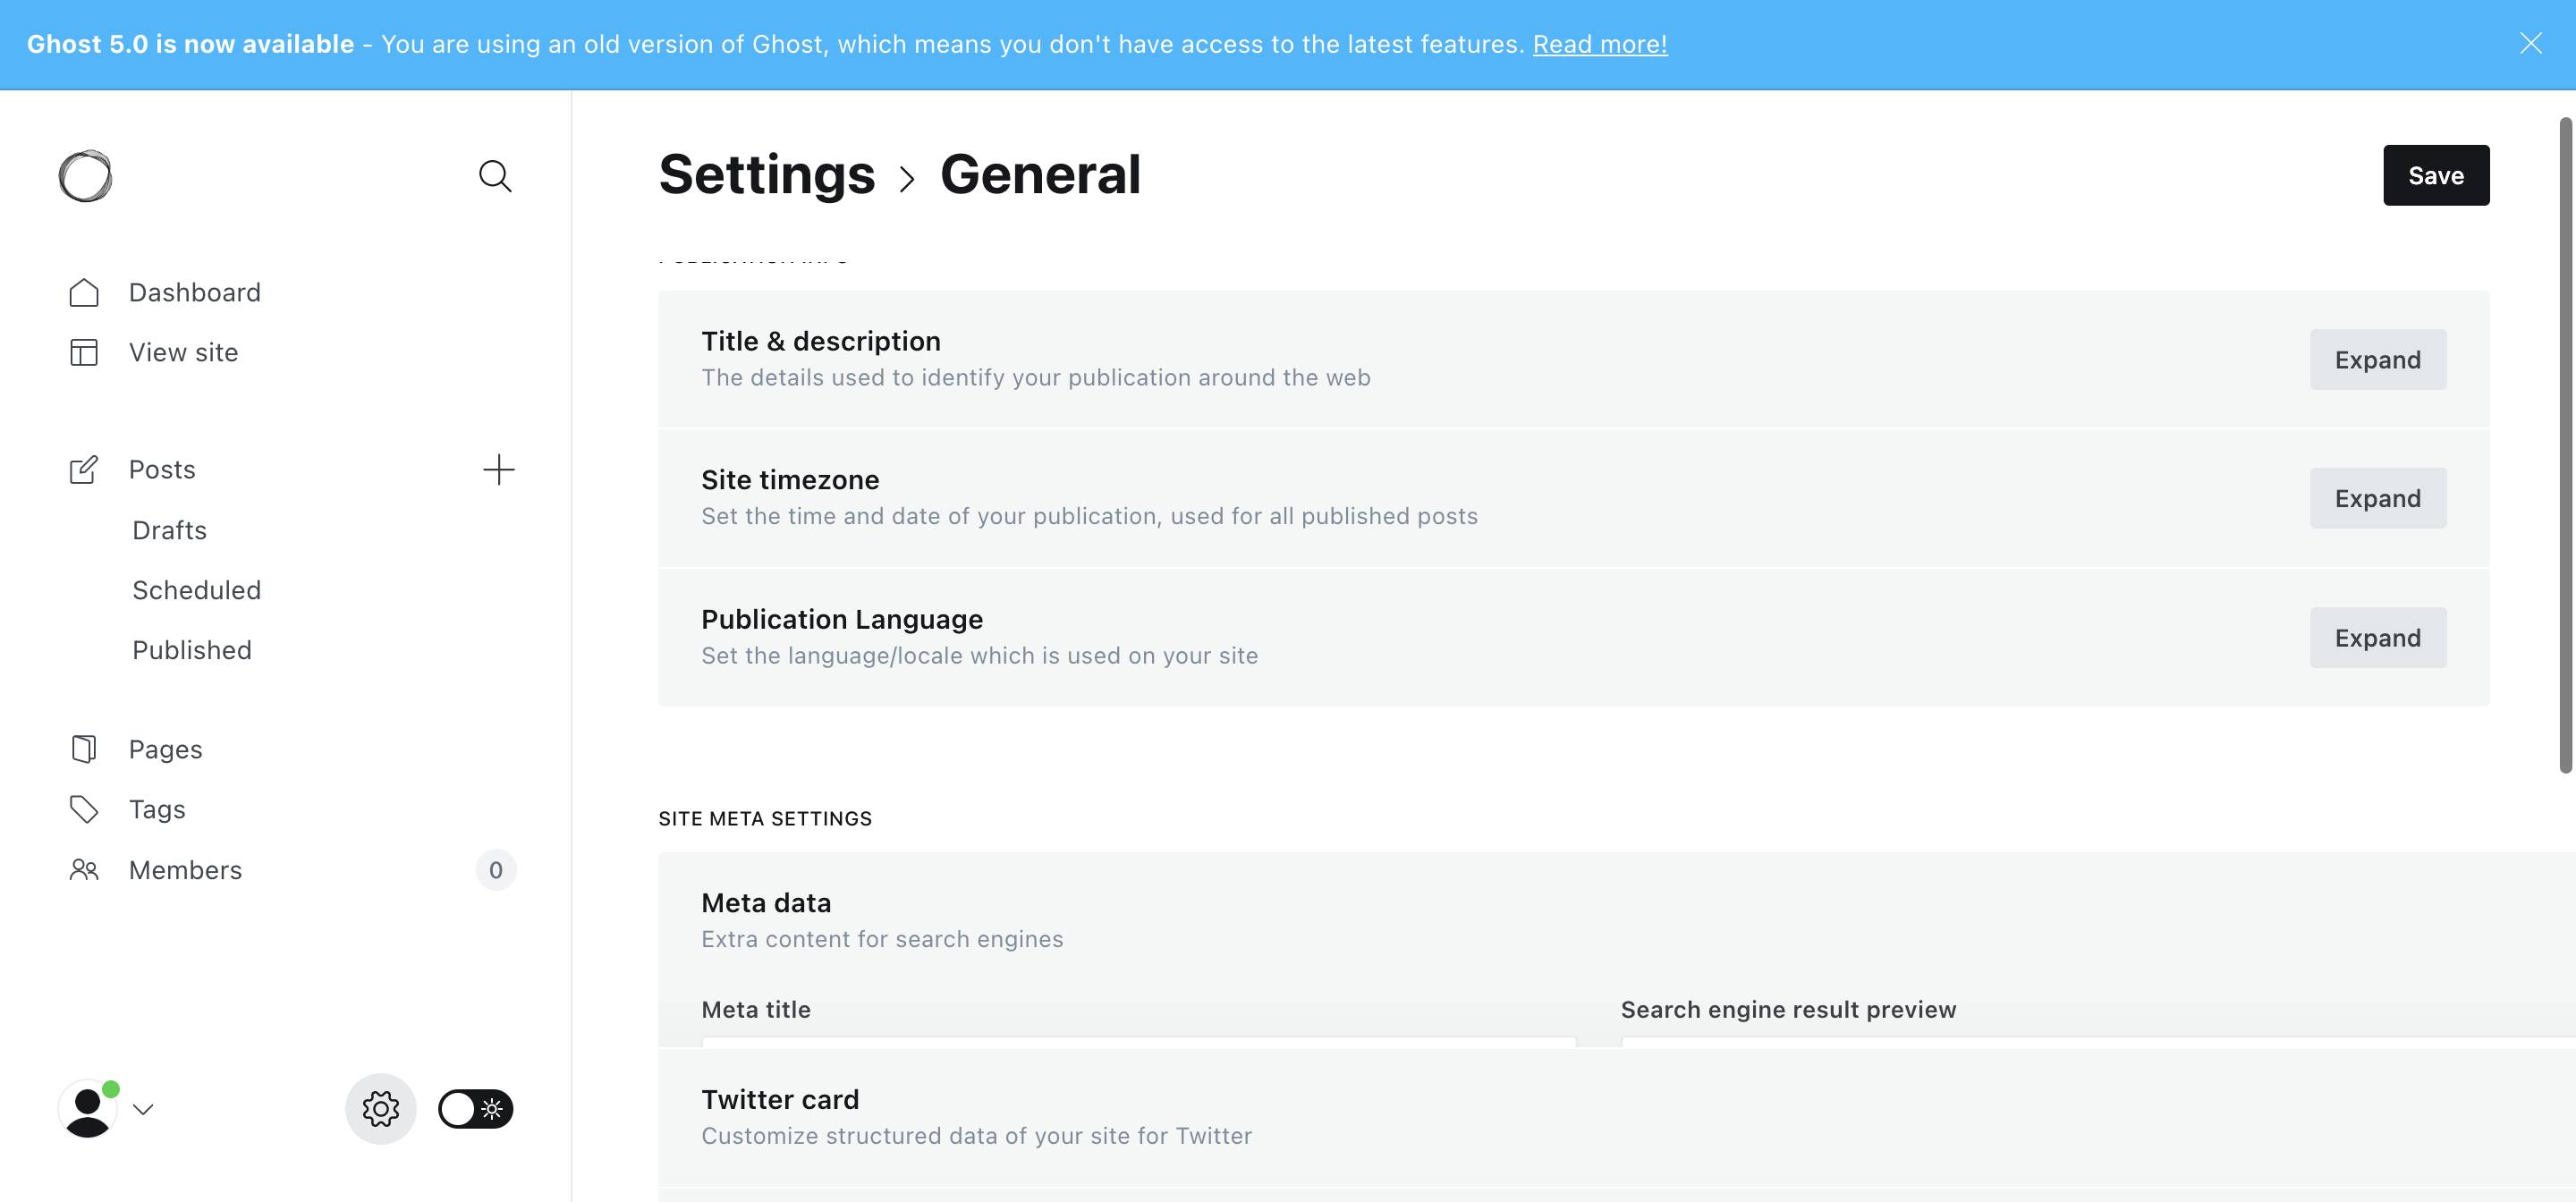 Ghost 5.0 is now available - You are using an old version of Ghost, which means you don't have access to the latest features. Read more!
Dashboard
View site
Posts
Drafts
Scheduled
Published
Pages
Tags
Members
0
Settings > General
Save
Title & description
The details used to identify your publication around the web
Expand
Site timezone
Set the time and date of your publication, used for all published posts
Expand
Publication Language
Set the language/locale which is used on your site
Expand
SITE META SETTINGS
Meta data
Extra content for search engines
Meta title
Search engine result preview
Twitter card
Customize structured data of your site for Twitter